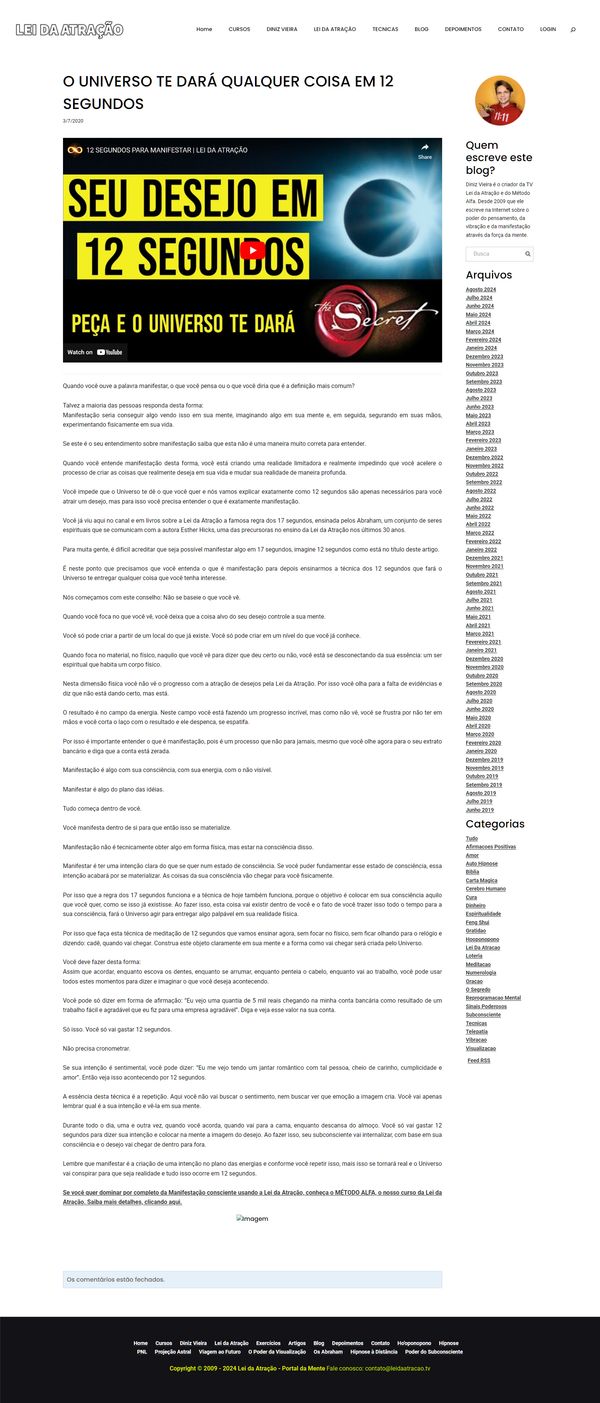 LEI DA ATRAÇÃO
Home CURSOS DINIZ VIEIRA LEI DA ATRAÇÃO TECNICAS BLOG DEPOIMENTOS CONTATO LOGIN
O UNIVERSO TE DARÁ QUALQUER COISA EM 12
SEGUNDOS
3/7/2020
12 SEGUNDOS PARA MANIFESTAR | LEI DA ATRAÇÃO
Share
SEU DESEJO EM
12 SEGUNDOS
PEÇA E O UNIVERSO TE DARÁ
the Secret
Watch on YouTube
Quando você ouve a palavra manifestar, o que você pensa ou o que você diria que é a definição mais comum?
Talvez a maioria das pessoas responda desta forma:
Manifestação seria conseguir algo vendo isso em sua mente, imaginando algo em sua mente e, em seguida, segurando em suas mãos,
experimentando fisicamente em sua vida.
Se este é o seu entendimento sobre manifestação saiba que esta não é uma maneira muito correta para entender.
Quando você entende manifestação desta forma, você está criando uma realidade limitadora e realmente impedindo que você acelere o
processo de criar as coisas que realmente deseja em sua vida e mudar sua realidade de maneira profunda.
Você impede que o Universo te dê o que você quer e nós vamos explicar exatamente como 12 segundos são apenas necessários para você
atrair um desejo, mas para isso você precisa entender o que é exatamente manifestação.
Você já viu aqui no canal e em livros sobre a Lei da Atração a famosa regra dos 17 segundos, ensinada pelos Abraham, um conjunto de seres
espirituais que se comunicam com a autora Esther Hicks, uma das precursoras no ensino da Lei da Atração nos últimos 30 anos.
Para muita gente, é difícil acreditar que seja possível manifestar algo em 17 segundos, imagine 12 segundos como está no título deste artigo.
É neste ponto que precisamos que você entenda o que é manifestação para depois ensinarmos a técnica dos 12 segundos que fará o
Universo te entregar qualquer coisa que você tenha interesse.
Nós começamos com este conselho: Não se baseie o que você vê.
Quando você foca no que você vê, você deixa que a coisa alvo do seu desejo controle a sua mente.
Você só pode criar a partir de um local do que já existe. Você só pode criar em um nível do que você já conhece.
Quando foca no material, no físico, naquilo que você vê para dizer que deu certo ou não, você está se desconectando da sua essência: um ser
espiritual que habita um corpo físico.
Nesta dimensão física você não vê o progresso com a atração de desejos pela Lei da Atração. Por isso você olha para a falta de evidências e
diz que não está dando certo, mas está.
O resultado é no campo da energia. Neste campo você está fazendo um progresso incrível, mas como não vê, você se frustra por não ter em
mãos e você corta o laço com o resultado e ele despenca, se espatifa.
Por isso é importante entender o que é manifestação, pois é um processo que não para jamais, mesmo que você olhe agora para o seu extrato
bancário e diga que a conta está zerada.
Manifestação é algo com sua consciência, com sua energia, com o não visível.
Manifestar é algo do plano das idéias.
Tudo começa dentro de você.
Você manifesta dentro de si para que então isso se materialize.
Manifestação não é tecnicamente obter algo em forma física, mas estar na consciência disso.
Manifestar é ter uma intenção clara do que se quer num estado de consciência. Se você puder fundamentar esse estado de consciência, essa
intenção acabará por se materializar. As coisas da sua consciência vão chegar para você fisicamente.
Por isso que a regra dos 17 segundos funciona e a técnica de hoje também funciona, porque o objetivo é colocar em sua consciência aquilo
que você quer, como se isso já existisse. Ao fazer isso, esta coisa vai existir dentro de você e o fato de você trazer isso todo o tempo para a
sua consciência, fará o Universo agir para entregar algo palpável em sua realidade física.
Por isso que faça esta técnica de meditação de 12 segundos que vamos ensinar agora, sem focar no físico, sem ficar olhando para o relógio e
dizendo: cadê, quando vai chegar. Construa este objeto claramente em sua mente e a forma como vai chegar será criada pelo Universo.
Você deve fazer desta forma:
Assim que acordar, enquanto escova os dentes, enquanto se arrumar, enquanto penteia o cabelo, enquanto vai ao trabalho, você pode usar
todos estes momentos para dizer e imaginar o que você deseja acontecendo.
Você pode só dizer em forma de afirmação: "Eu vejo uma quantia de 5 mil reais chegando na minha conta bancária como resultado de um
trabalho fácil e agradável que eu fiz para uma empresa agradável". Diga e veja esse valor na sua conta.
Só isso. Você só vai gastar 12 segundos.
Não precisa cronometrar.
Se sua intenção é sentimental, você pode dizer: "Eu me vejo tendo um jantar romântico com tal pessoa, cheio de carinho, cumplicidade e
amor". Então veja isso acontecendo por 12 segundos.
A essência desta técnica é a repetição. Aqui você não vai buscar o sentimento, nem buscar ver que emoção a imagem cria. Você vai apenas
lembrar qual é a sua intenção e vê-la em sua mente.
Durante todo o dia, uma e outra vez, quando você acorda, quando vai para a cama, enquanto descansa do almoço. Você só vai gastar 12
segundos para dizer sua intenção e colocar na mente a imagem do desejo. Ao fazer isso, seu subconsciente vai internalizar, com base em sua
consciência e o desejo vai chegar de dentro para fora.
Lembre que manifestar é a criação de uma intenção no plano das energias e conforme você repetir isso, mais isso se tornará real e o Universo
vai conspirar para que seja realidade e tudo isso ocorre em 12 segundos.
Se você quer dominar por completo da Manifestação consciente usando a Lei da Atração, conheça o MÉTODO ALFA, o nosso curso da Lei da
Atração. Saiba mais detalhes, clicando aqui.
Imagem
Os comentários estão fechados.
11:11
Quem
escreve este
blog?
Diniz Vieira é o criador da TV
Lei da Atração e do Método
Alfa. Desde 2009 que ele
escreve na Internet sobre o
poder do pensamento, da
vibração e da manifestação
através da força da mente.
Busca
Arquivos
Agosto 2024
Julho 2024
Junho 2024
Maio 2024
Abril 2024
Março 2024
Fevereiro 2024
Janeiro 2024
Dezembro 2023
Novembro 2023
Outubro 2023
Setembro 2023
Agosto 2023
Julho 2023
Junho 2023
Maio 2023
Abril 2023
Março 2023
Fevereiro 2023
Janeiro 2023
Dezembro 2022
Novembro 2022
Outubro 2022
Setembro 2022
Agosto 2022
Julho 2022
Junho 2022
Maio 2022
Abril 2022
Março 2022
Fevereiro 2022
Janeiro 2022
Dezembro 2021
Novembro 2021
Outubro 2021
Setembro 2021
Agosto 2021
Julho 2021
Junho 2021
Maio 2021
Abril 2021
Março 2021
Fevereiro 2021
Janeiro 2021
Dezembro 2020
Novembro 2020
Outubro 2020
Setembro 2020
Agosto 2020
Julho 2020
Junho 2020
Maio 2020
Abril 2020
Março 2020
Fevereiro 2020
Janeiro 2020
Dezembro 2019
Novembro 2019
Outubro 2019
Setembro 2019
Agosto 2019
Julho 2019
Junho 2019
Categorias
Tudo
Afirmacoes Positivas
Amor
Auto Hipnose
Biblia
Carta Magica
Cerebro Humano
Cura
Dinheiro
Espiritualidade
Feng Shui
Gratidao
Hooponopono
Lei Da Atracao
Loteria
Meditacao
Numerologia
Oracao
O Segredo
Reprogramacao Mental
Sinais Poderosos
Subconsciente
Tecnicas
Telepatia
Vibracao
Visualizacao
Feed RSS
Home Cursos Diniz Vieira Lei da Atração Exercícios Artigos Blog Depoimentos Contato Ho'oponopono Hipnose
PNL Projeção Astral Viagem ao Futuro O Poder da Visualização Os Abraham Hipnose à Distância Poder do Subconsciente
Copyright © 2009 - 2024 Lei da Atração - Portal da Mente Fale conosco: contato@leidaatracao.tv